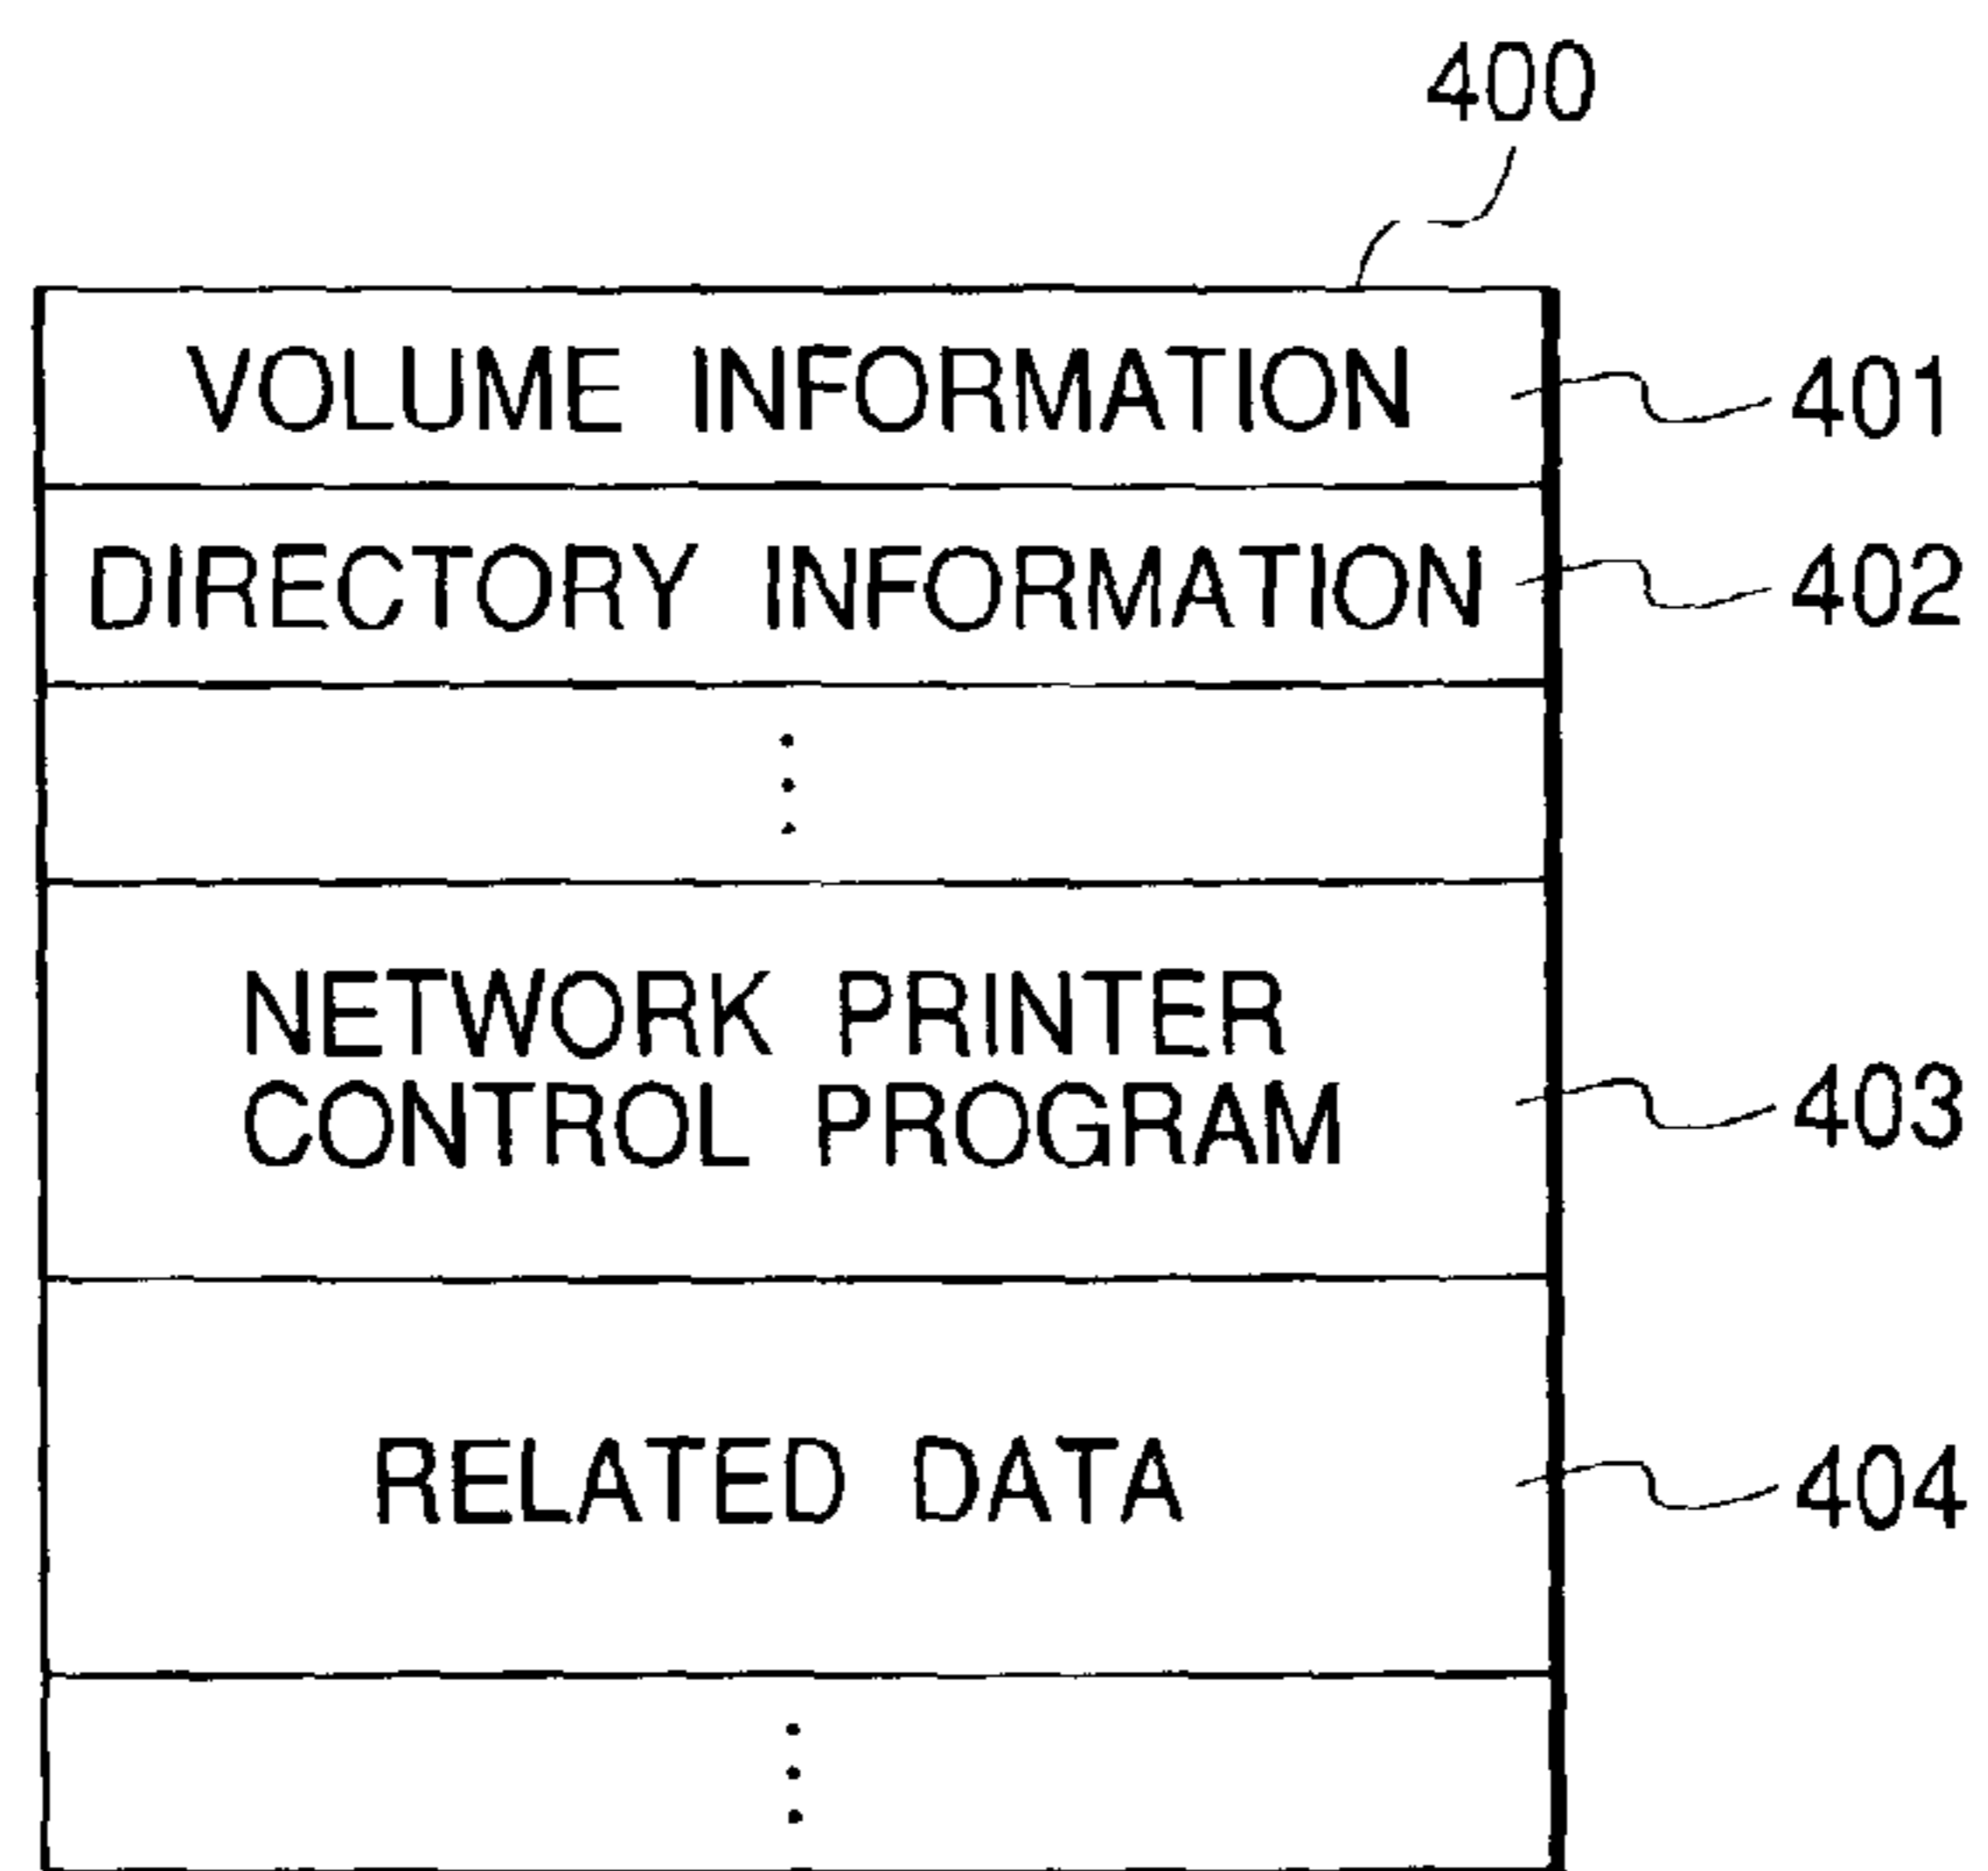 400
VOLUME INFORMATION 401
DIRECTORY INFORMATION 402
NETWORK PRINTER
CONTROL PROGRAM 403
RELATED DATA 404